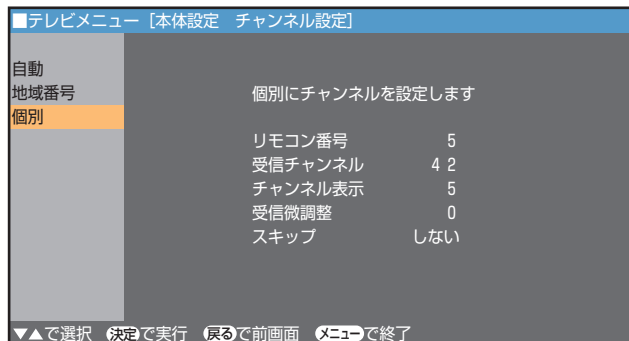 ■テレビメニュー [本体設定　チャンネル設定]
自動
地域番号
個別
個別にチャンネルを設定します
リモコン番号　5
受信チャンネル　４２
チャンネル表示　5
受信微調整　0
スキップ　しない
▼▲で選択　決定で実行　戻るで前画面　メニューで終了